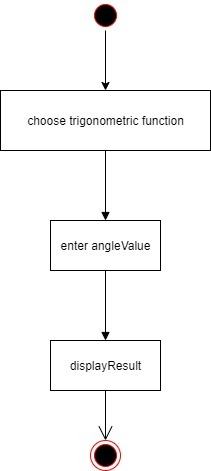 choose trigonometric function
enter angleValue
displayResult